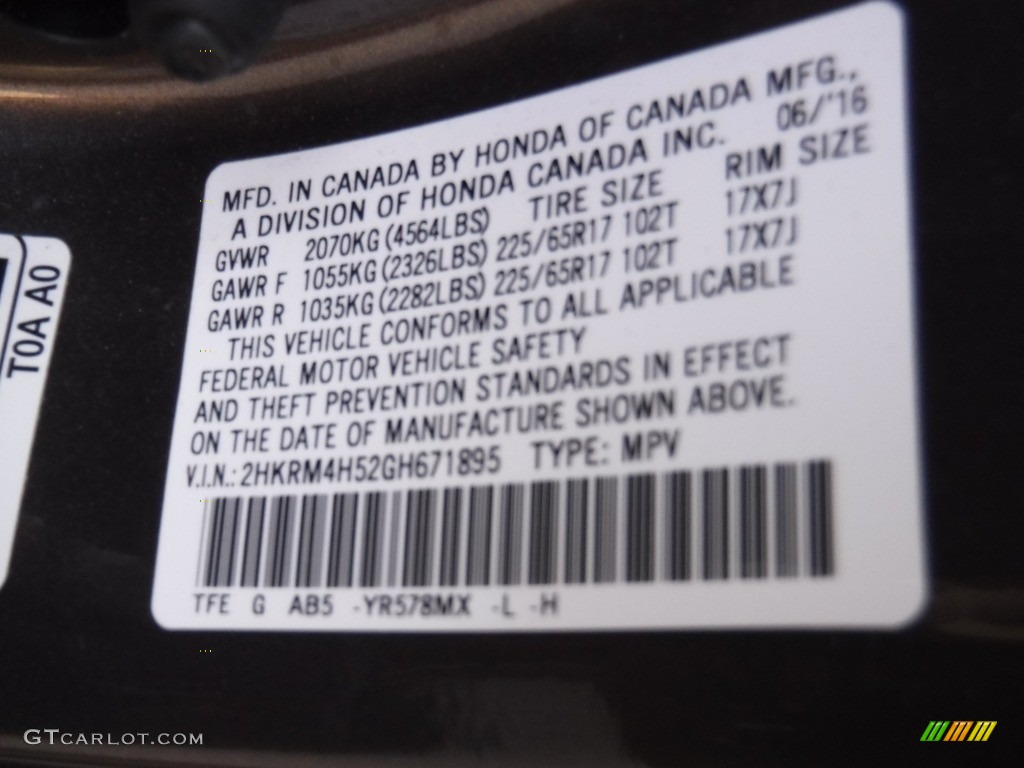 MFD. IN CANADA BY HONDA OF CANADA MFG.,
A DIVISION OF HONDA CANADA INC. 06/'16
GVWR 2070KG (4564LBS) TIRE SIZE RIM SIZE
GAWR F 1055KG (2326LBS) 225/65R17 102T 17X7J
GAWR R 1035KG (2282LBS) 225/65R17 102T 17X7J
THIS VEHICLE CONFORMS TO ALL APPLICABLE
FEDERAL MOTOR VEHICLE SAFETY
AND THEFT PREVENTION STANDARDS IN EFFECT
ON THE DATE OF MANUFACTURE SHOWN ABOVE.
V.I.N.: 2HKRM4H52GH671895 TYPE: MPV
TFE G AB5 -YR578MX -L -H
T0A A0
GTCARLOT.COM